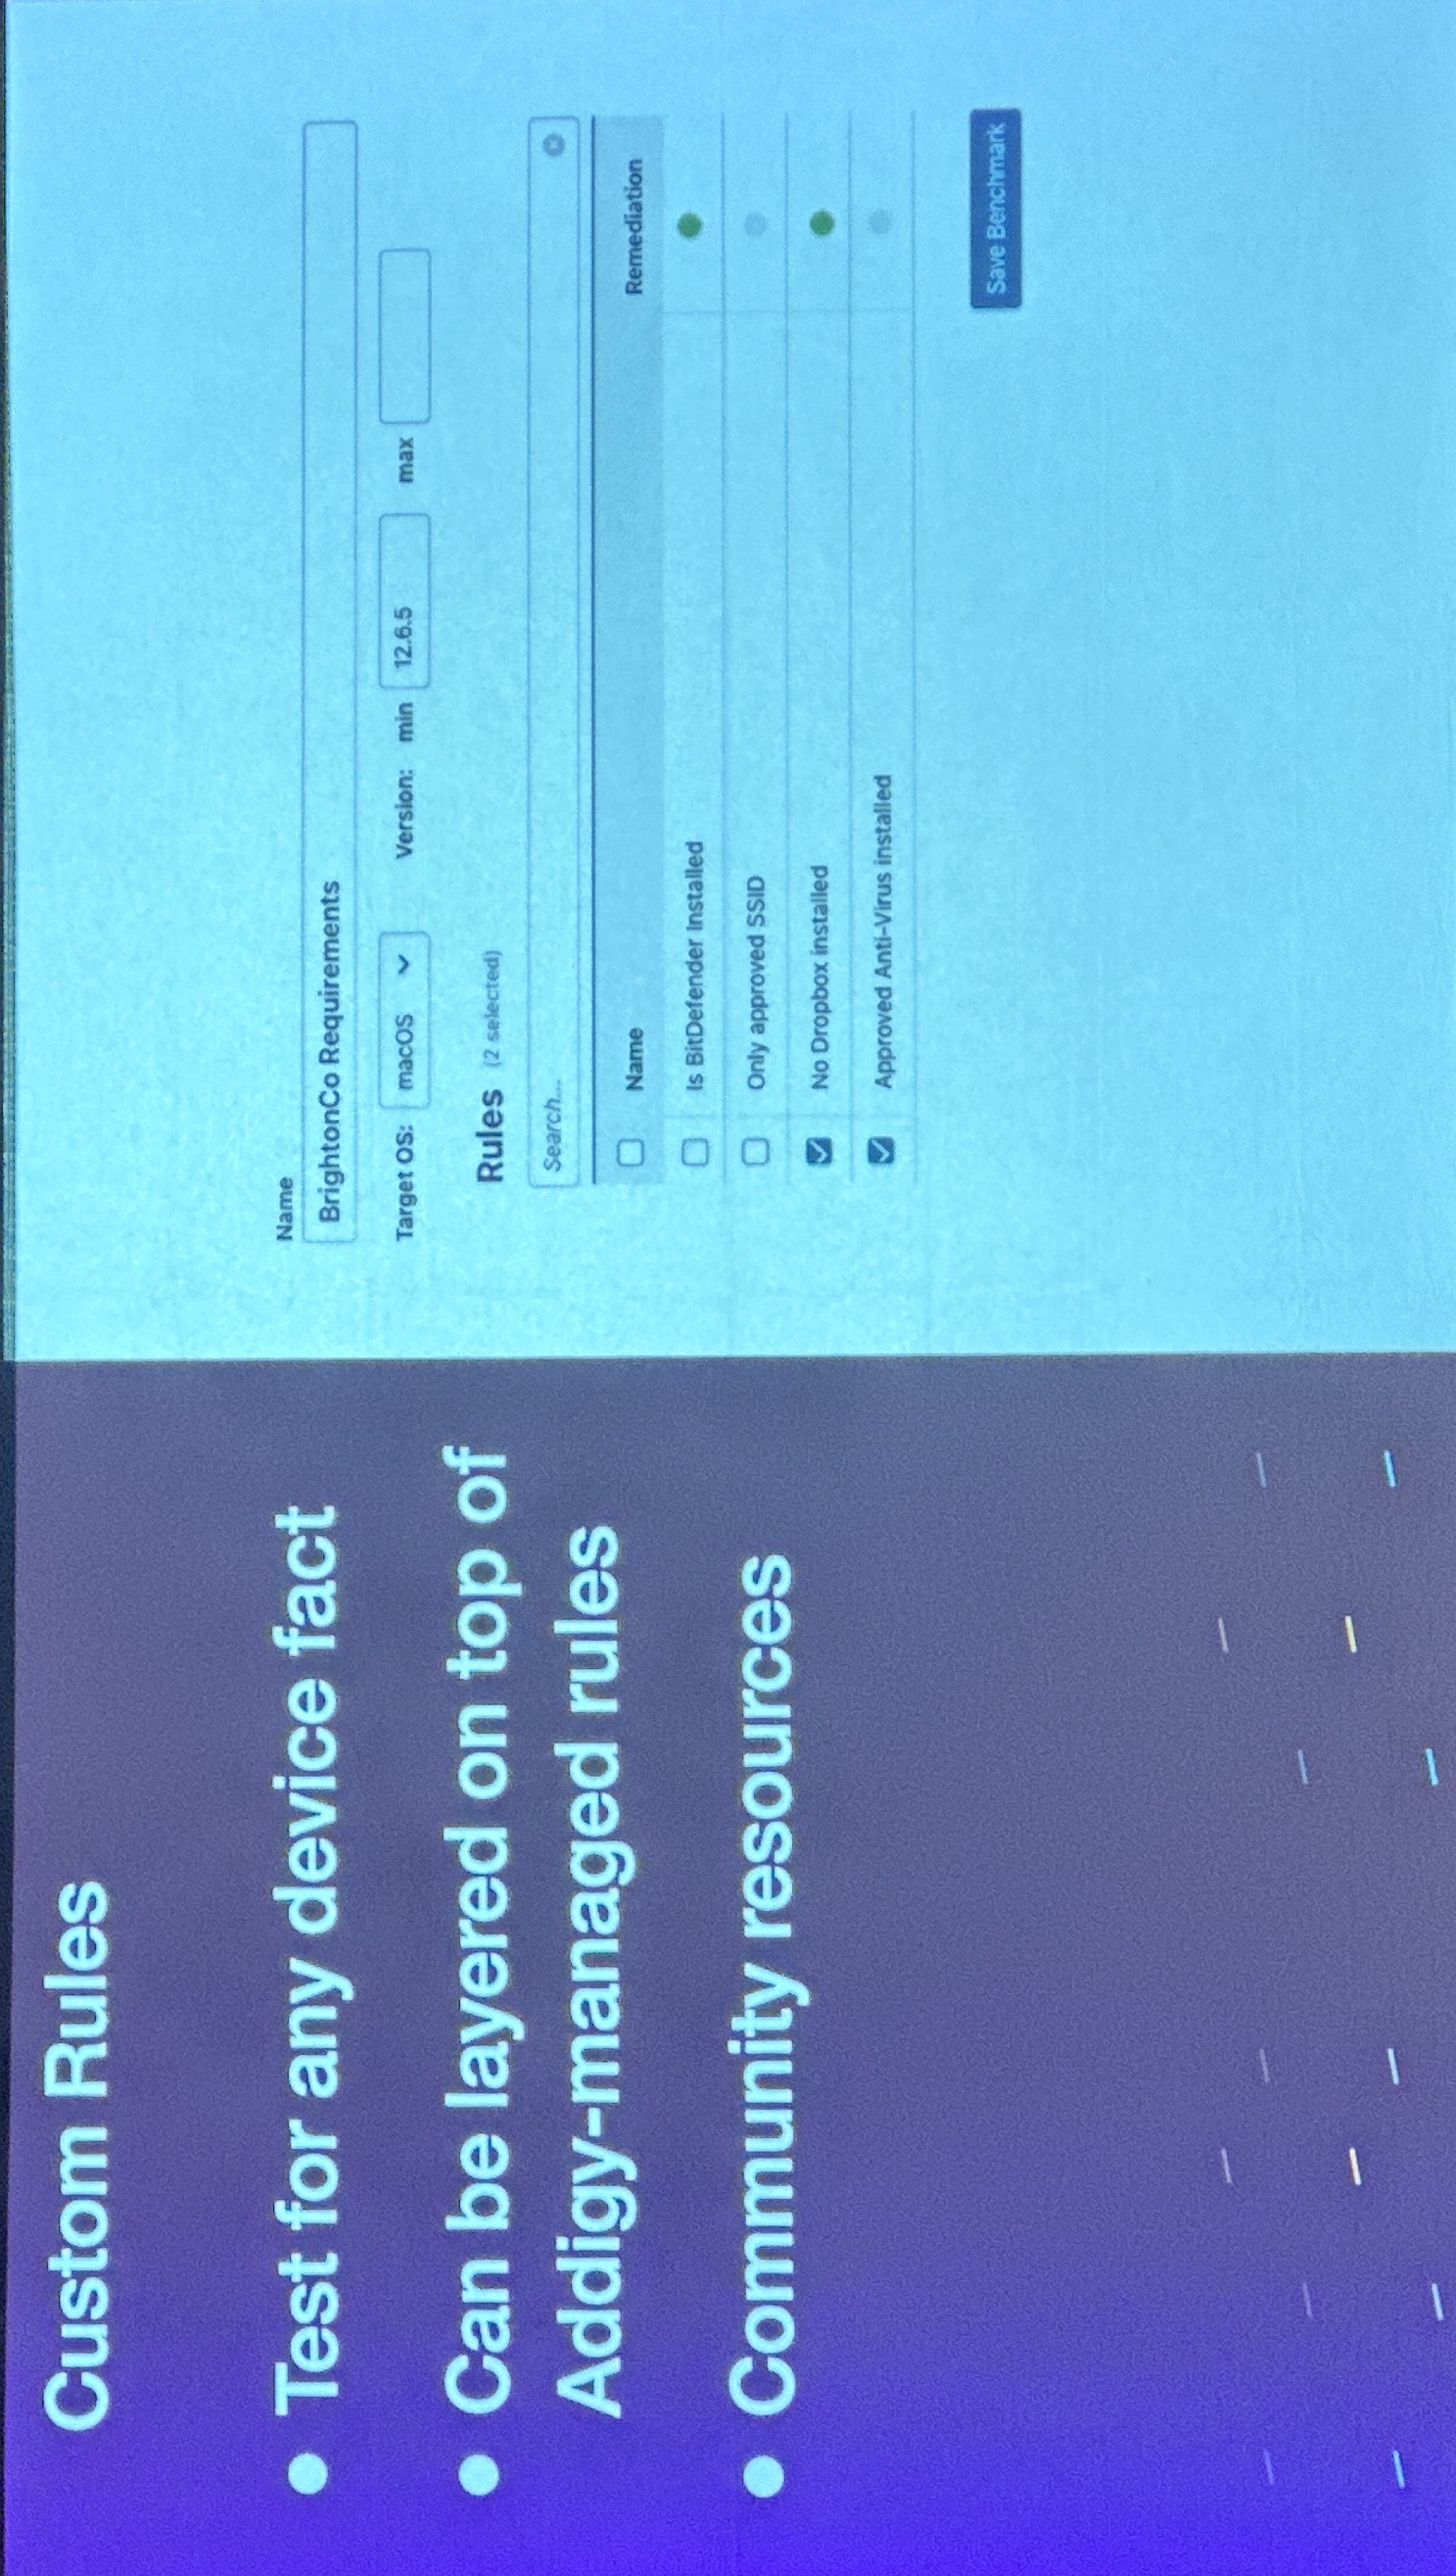 Custom Rules
Test for any device fact
Can be layered on top of
Addigy-managed rules
Community resources
Name
BrightonCo Requirements
Target OS: macOS Version: min 12.6.5 max
Rules (2 selected)
Search...
Name Remediation
Is BitDefender Installed
Only approved SSID
No Dropbox installed
Approved Anti-Virus installed
Save Benchmark